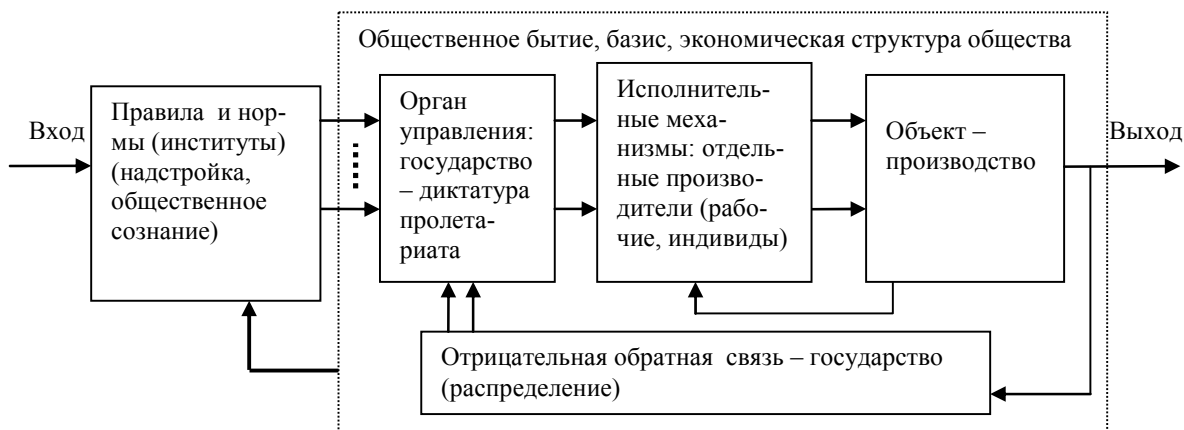 Общественное бытие, базис, экономическая структура общества
Вход
Правила и нор-
мы (институты)
(надстройка,
общественное
сознание)
Орган
управления:
государство
– диктатура
пролета-
риата
Исполнитель-
ные меха-
низмы: отдель-
ные произво-
дители (рабо-
чие, индивиды)
Объект –
производство
Выход
Отрицательная обратная связь – государство
(распределение)